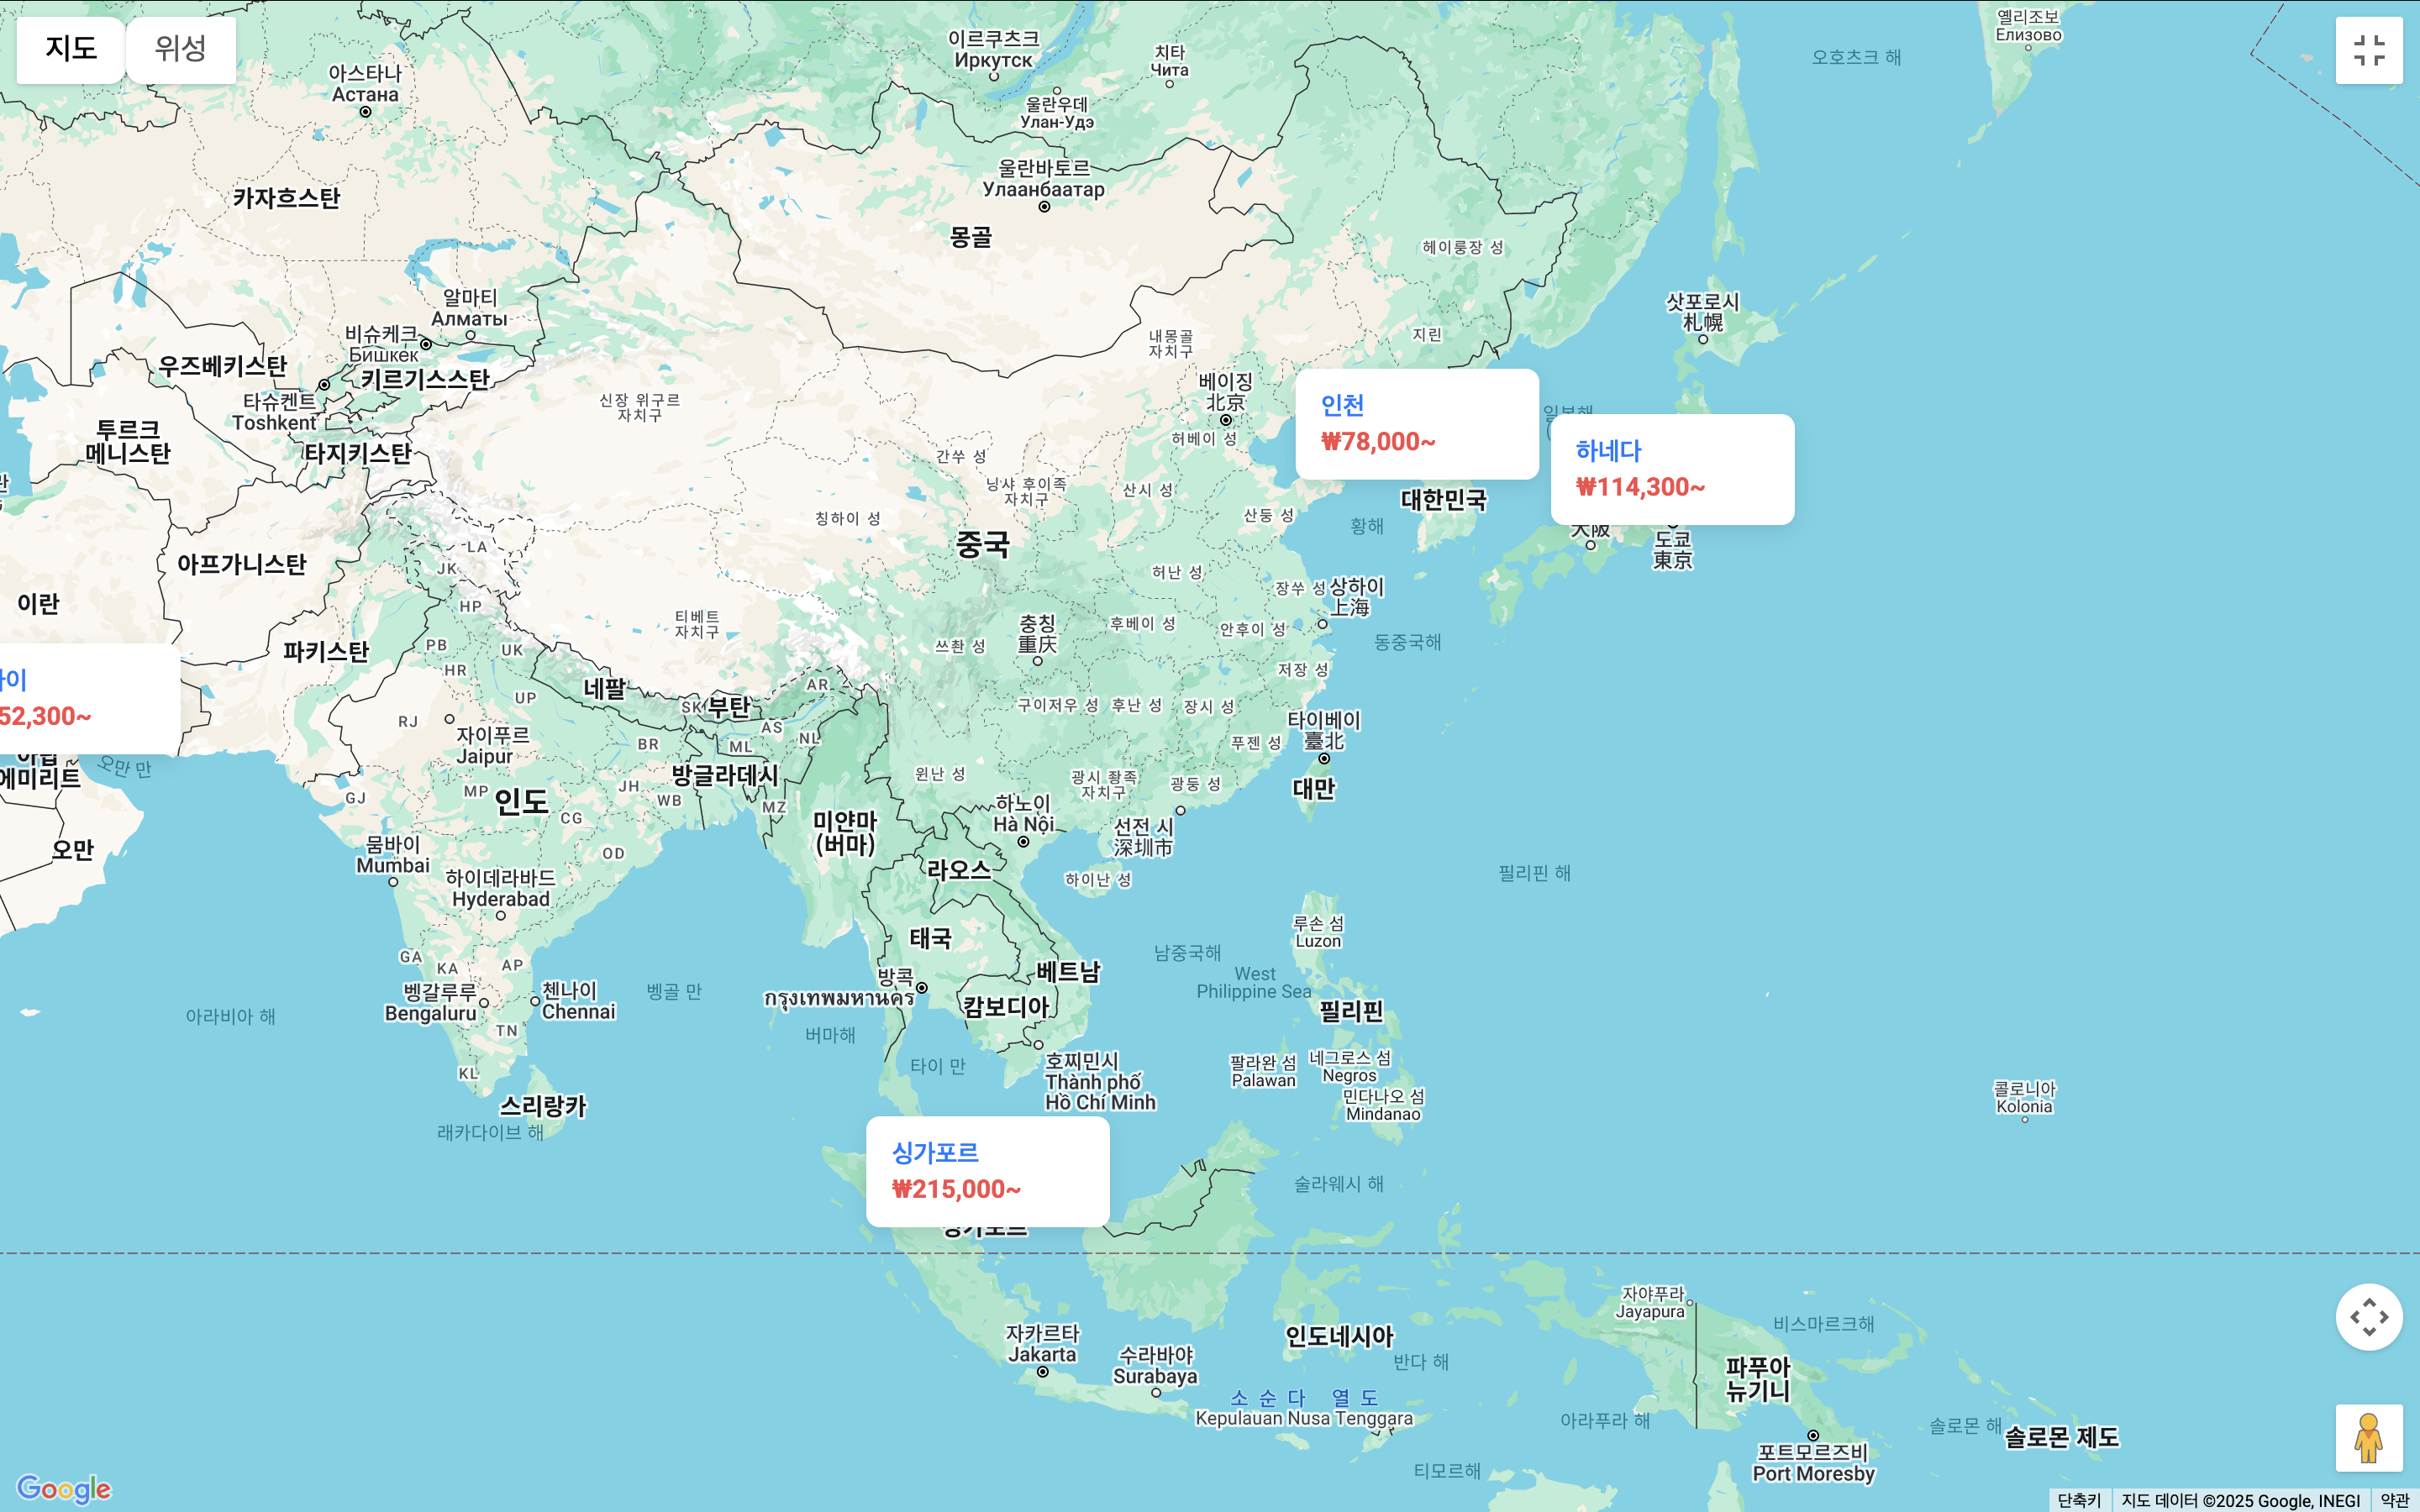 지도
위성
이르쿠츠크
Иркутск
치타
Чита
옐리조보
Елизово
오호츠크 해
아스타나
Астана
울란우데
Улан-Удэ
울란바토르
Улаанбаатар
카자흐스탄
몽골
헤이룽장 성
알마티
Алматы
삿포로시
札幌
비슈케크
Бишкек
지린
내몽골
자치구
우즈베키스탄
키르기스스탄
베이징
北京
타슈켄트
Toshkent
신장 위구르
자치구
인천
₩78,000~
일본해
투르크
메니스탄
타지키스탄
허베이 성
간쑤 성
하네다
₩114,300~
닝샤 후이족
자치구
산시 성
대한민국
칭하이 성
산둥 성
황해
중국
大阪
도쿄
東京
LA
JK
아프가니스탄
허난 성
장쑤 성
상하이
上海
이란
HP
티베트
자치구
충칭
重庆
후베이 성
안후이 성
동중국해
PB
UK
파키스탄
쓰촨 성
HR
저장 성
이
52,300~
네팔
AR
UP
SK
부탄
구이저우 성
후난 성
장시 성
RJ
자이푸르
Jaipur
AS
NL
BR
ML
타이베이
臺北
푸젠 성
오만 만
에미리트
방글라데시
윈난 성
광시 좡족
자치구
광둥 성
GJ
MP
인도
JH
WB
MZ
대만
CG
하노이
Hà Nội
미얀마
(버마)
선전 시
深圳市
오만
뭄바이
Mumbai
OD
라오스
하이난 성
필리핀 해
하이데라바드
Hyderabad
루손 섬
Luzon
태국
GA
KA
AP
남중국해
베트남
방콕
กรุงเทพมหานคร
West
Philippine Sea
벵갈루루
Bengaluru
첸나이
Chennai
벵골 만
캄보디아
필리핀
아라비아 해
TN
버마해
타이 만
호찌민시
Thành phố
Hồ Chí Minh
팔라완 섬
Palawan
네그로스 섬
Negros
KL
민다나오 섬
Mindanao
콜로니아
Kolonia
스리랑카
래카다이브 해
싱가포르
₩215,000~
싱가포르
술라웨시 해
자야푸라
Jayapura
비스마르크해
자카르타
Jakarta
수라바야
Surabaya
인도네시아
반다 해
파푸아
뉴기니
소순다 열도
Kepulauan Nusa Tenggara
아라푸라 해
솔로몬 해
솔로몬 제도
포트모르즈비
Port Moresby
티모르해
Google
단축키
지도 데이터 ©2025 Google, INEGI
약관